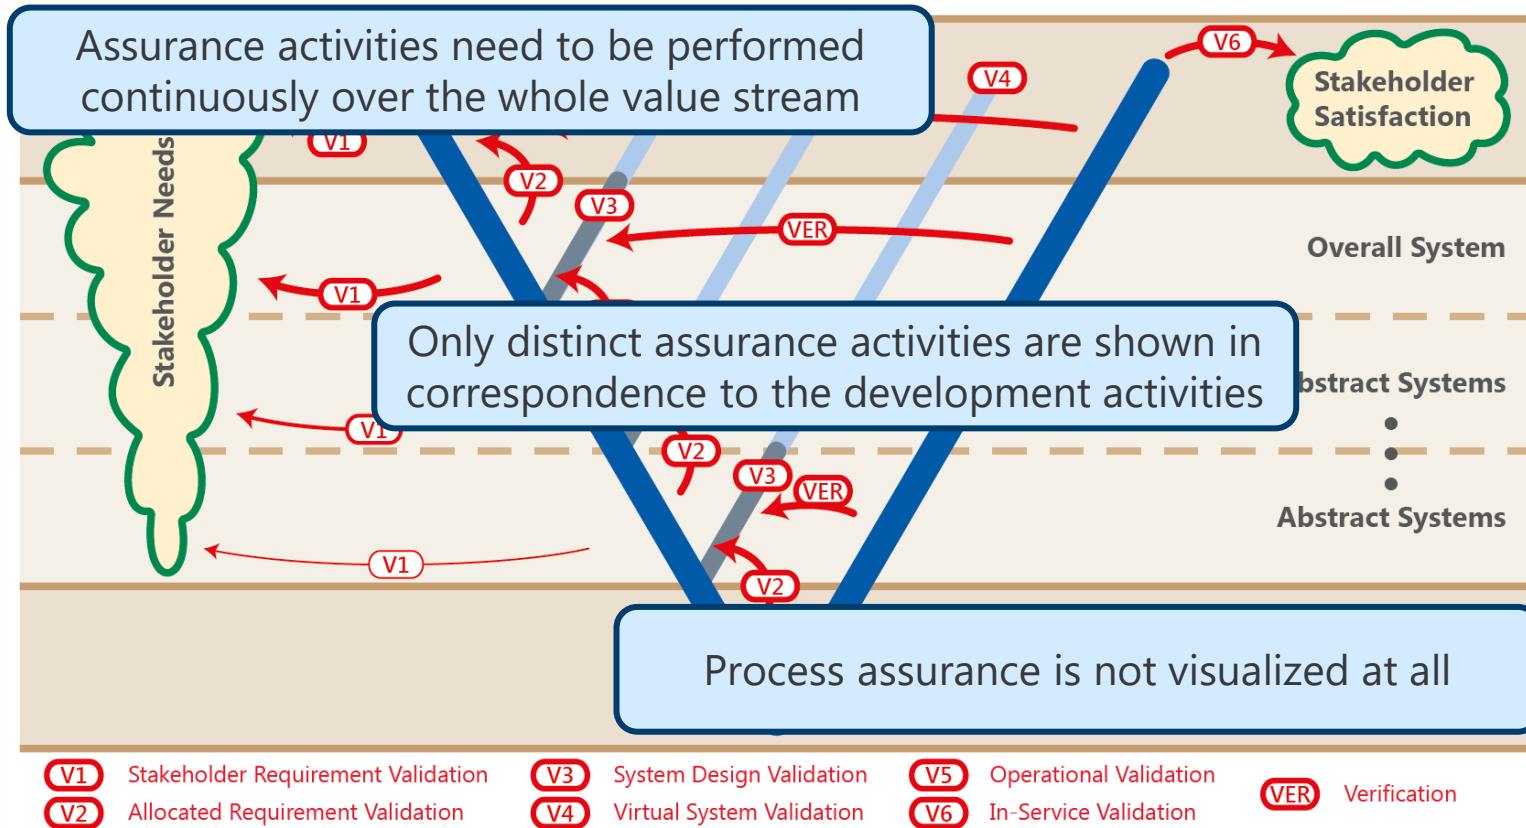 Assurance activities need to be performed
continuously over the whole value stream
V6
V4
Stakeholder
Satisfaction
V1
V2
V3
VER
Stakeholder Needs
Overall System
V1
Only distinct assurance activities are shown in
correspondence to the development activities
bstract Systems
V1
V2
V3
VER
Abstract Systems
V1
V2
Process assurance is not visualized at all
V1 Stakeholder Requirement Validation
V3 System Design Validation
V5 Operational Validation
VER Verification
V2 Allocated Requirement Validation
V4 Virtual System Validation
V6 In-Service Validation